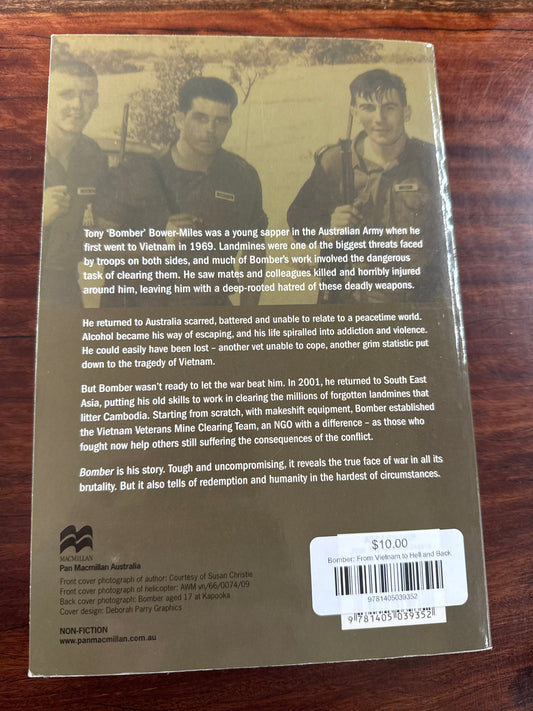 Tony ‘Bomber’ Bower-Miles was a young sapper in the Australian Army when he
first went to Vietnam in 1969. Landmines were one of the biggest threats faced
by troops on both sides, and much of Bomber’s work involved the dangerous
task of clearing them. He saw mates and colleagues killed and horribly injured
around him, leaving him with a deep-rooted hatred of these deadly weapons.
He returned to Australia scarred, battered and unable to relate to a peacetime world.
Alcohol became his way of escaping, and his life spiralled into addiction and violence.
He could easily have been lost – another vet unable to cope, another grim statistic put
down to the tragedy of Vietnam.
But Bomber wasn’t ready to let the war beat him. In 2001, he returned to South East
Asia, putting his old skills to work in clearing the millions of forgotten landmines that
litter Cambodia. Starting from scratch, with makeshift equipment, Bomber established
the Vietnam Veterans Mine Clearing Team, an NGO with a difference – as those who
fought now help others still suffering the consequences of the conflict.
Bomber is his story. Tough and uncompromising, it reveals the true face of war in all its
brutality. But it also tells of redemption and humanity in the hardest of circumstances.
MACMILLAN
Pan Macmillan Australia
Front cover photograph of author: Courtesy of Susan Christie
Front cover photograph of helicopter: AWM vn/66/0074/09
Back cover photograph: Bomber aged 17 at Kapooka
Cover design: Deborah Parry Graphics
NON-FICTION
www.panmacmillan.com.au
$10.00
Bomber: From Vietnam to Hell and Back
9781405039352
9 781405 039352